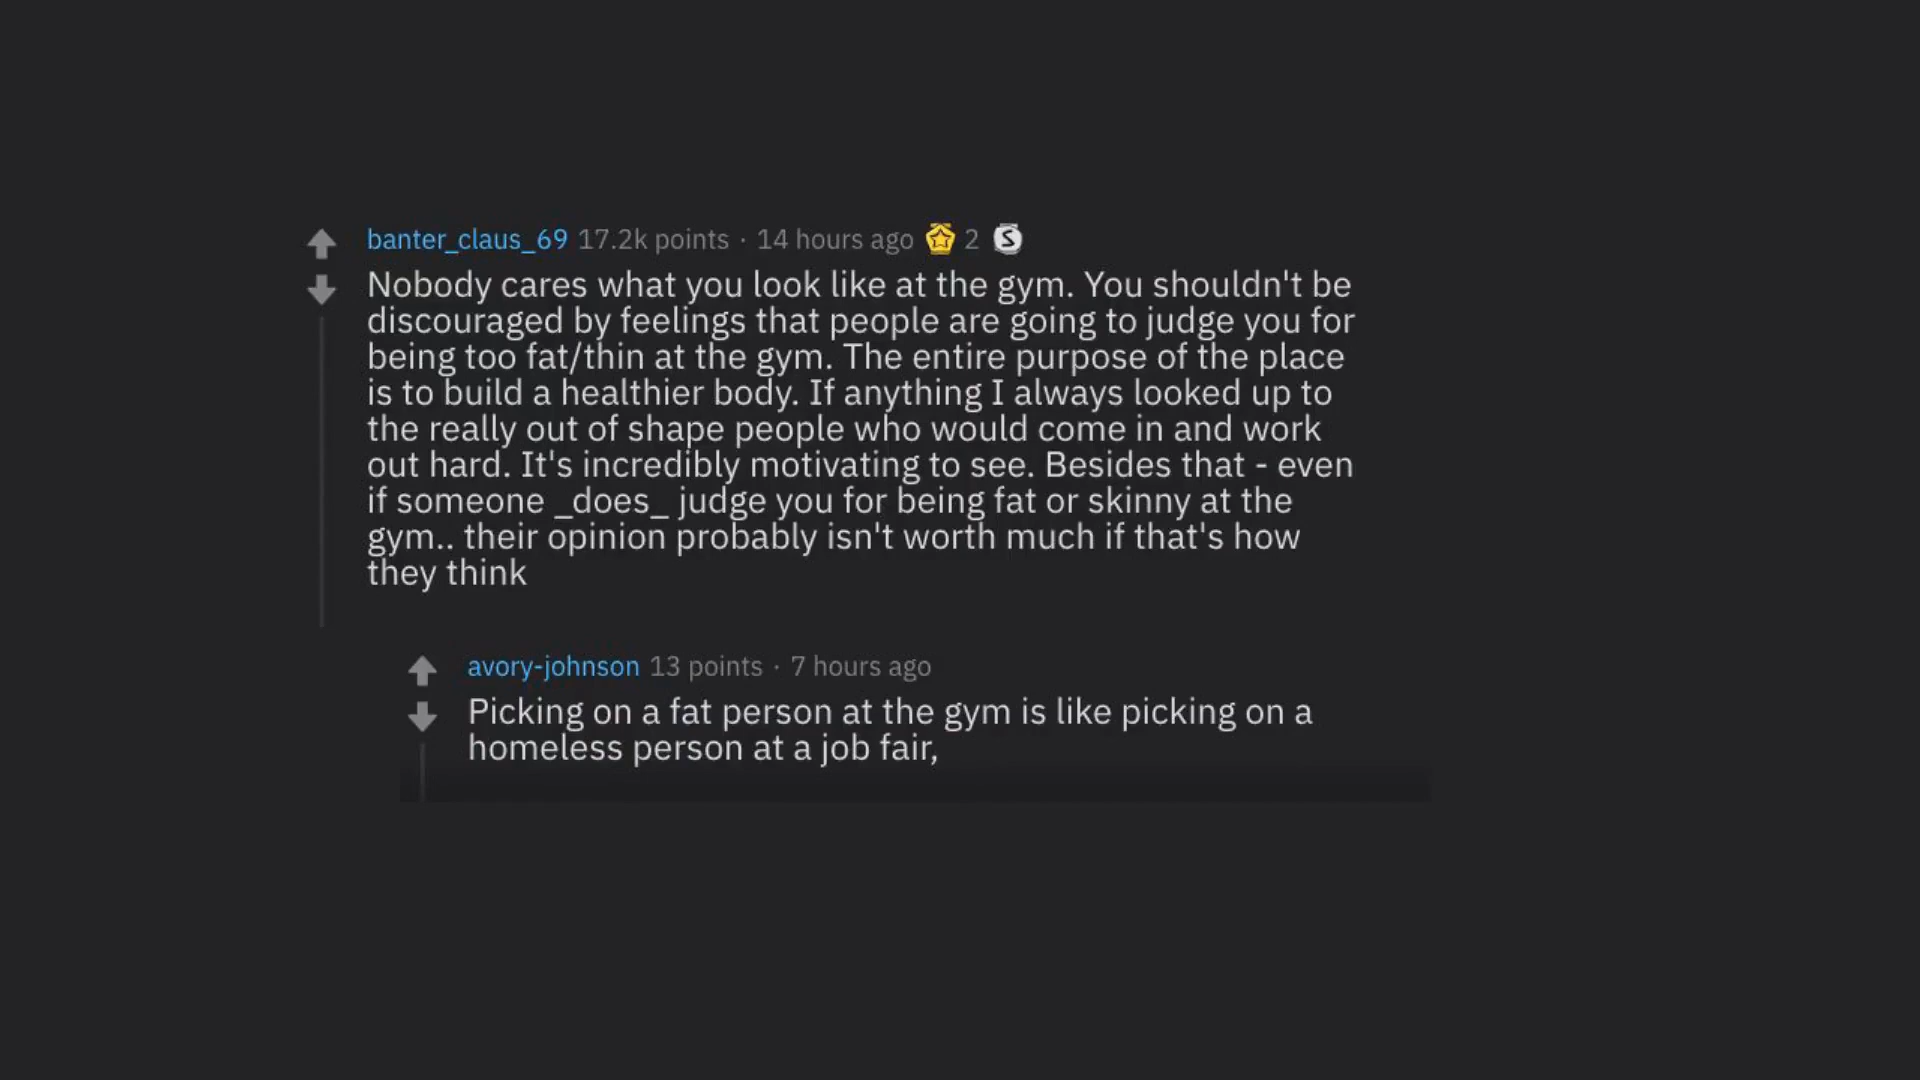 banter_claus_69 17.2k points · 14 hours ago 2 S
Nobody cares what you look like at the gym. You shouldn't be
discouraged by feelings that people are going to judge you for
being too fat/thin at the gym. The entire purpose of the place
is to build a healthier body. If anything I always looked up to
the really out of shape people who would come in and work
out hard. It's incredibly motivating to see. Besides that - even
if someone _does_ judge you for being fat or skinny at the
gym.. their opinion probably isn't worth much if that's how
they think
avory-johnson 13 points · 7 hours ago
Picking on a fat person at the gym is like picking on a
homeless person at a job fair,